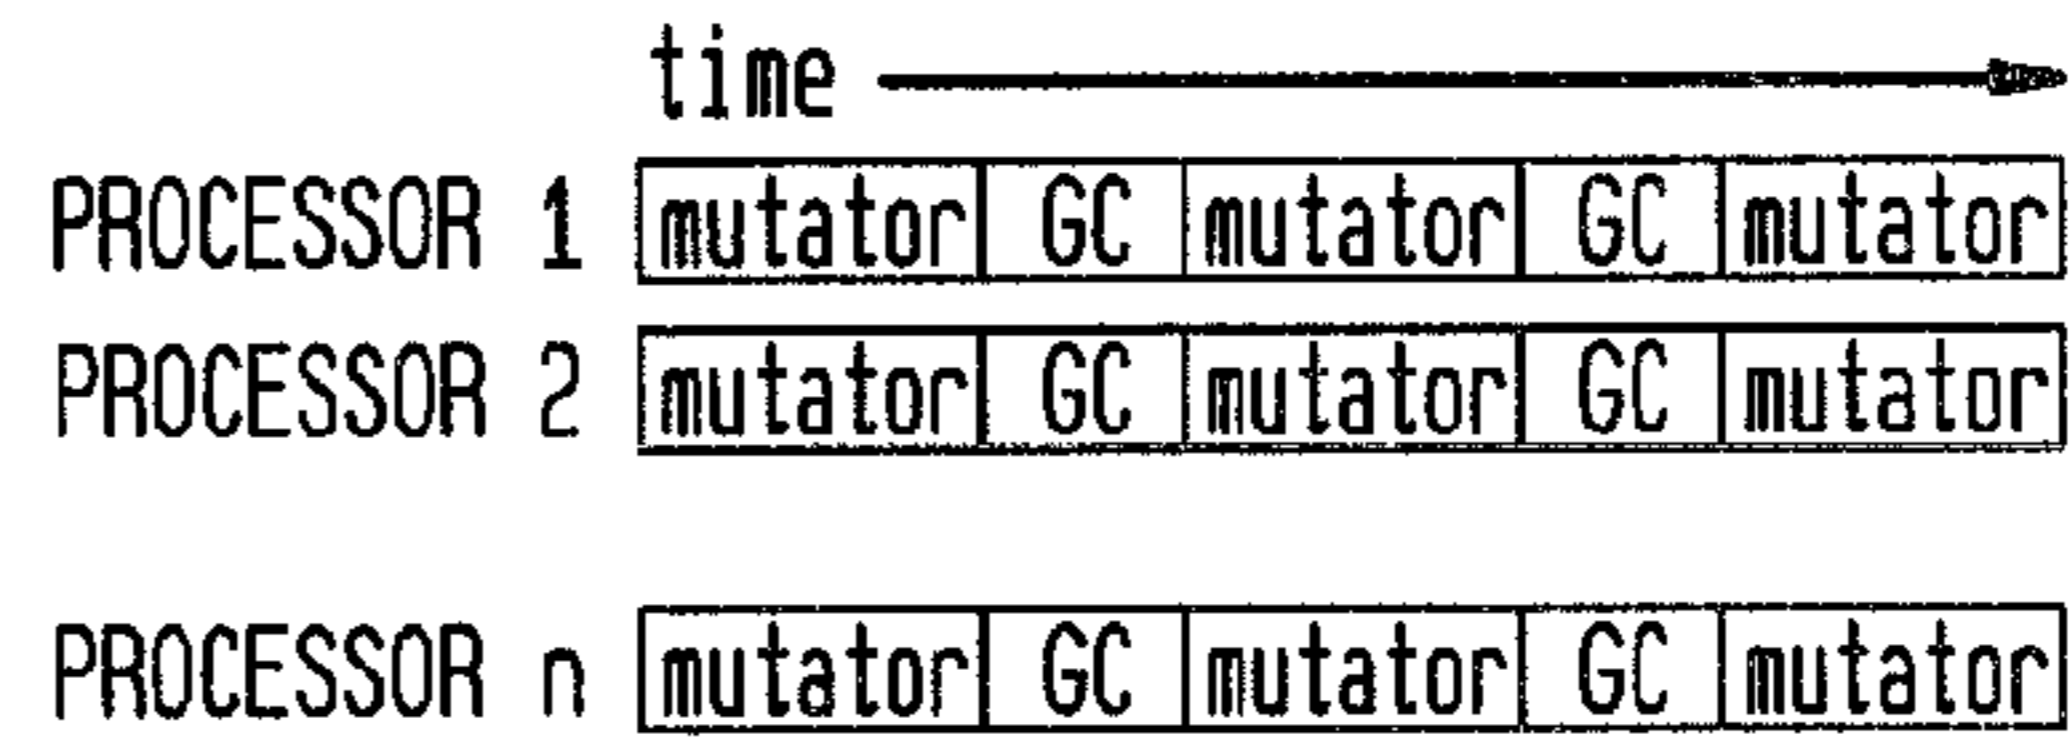 time
PROCESSOR 1 mutator GC mutator GC mutator
PROCESSOR 2 mutator GC mutator GC mutator
PROCESSOR n mutator GC mutator GC mutator